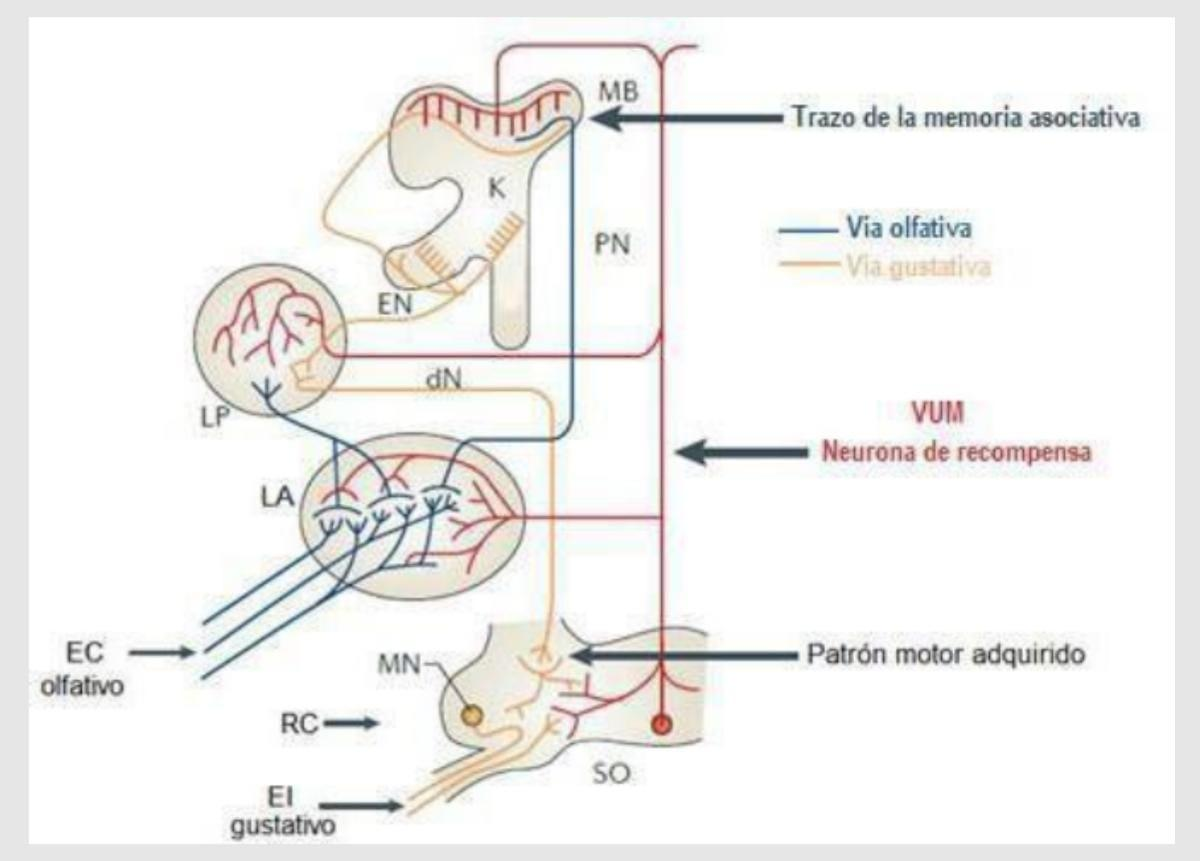 MB
Trazo de la memoria asociativa
K
Vía olfativa
PN
Vía gustativa
EN
dN
LP
VUM
Neurona de recompensa
LA
EC
olfativo
MN
Patrón motor adquirido
RC
SO
EI
gustativo